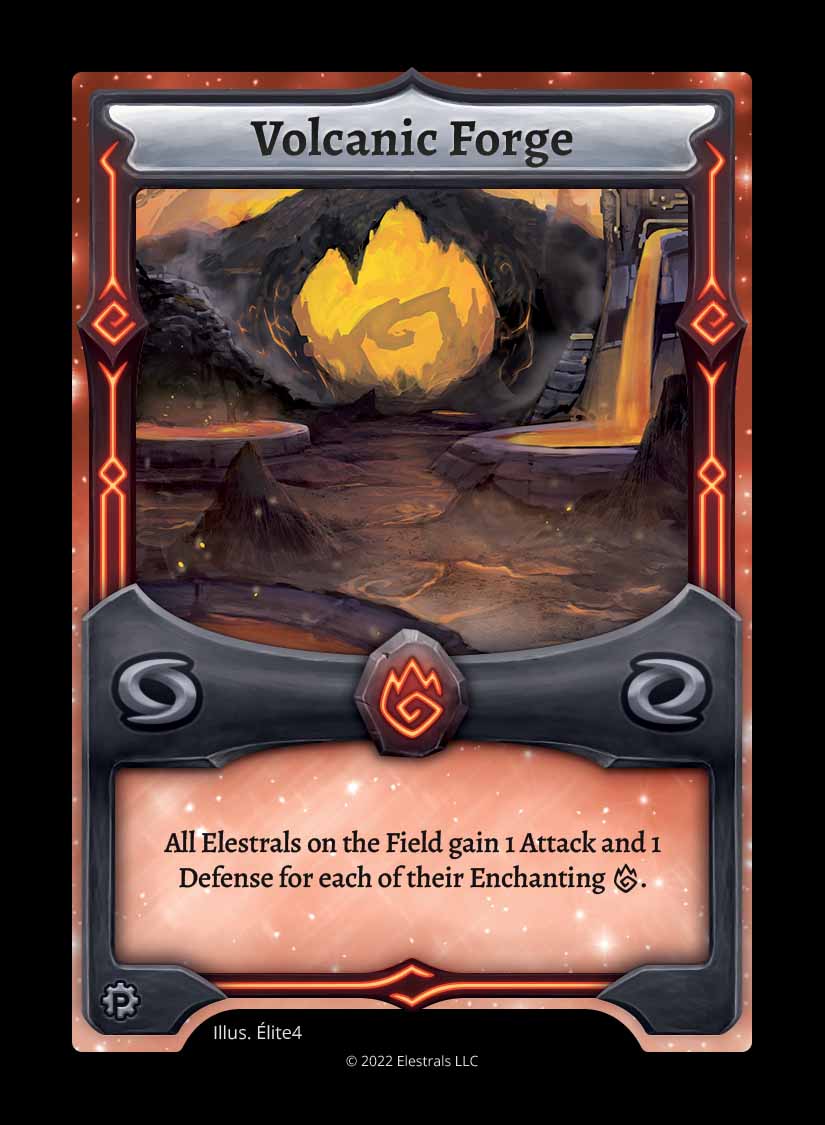 Volcanic Forge
All Elestrals on the Field gain 1 Attack and 1
Defense for each of their Enchanting .
P
Illus. Élite4
© 2022 Elestrals LLC